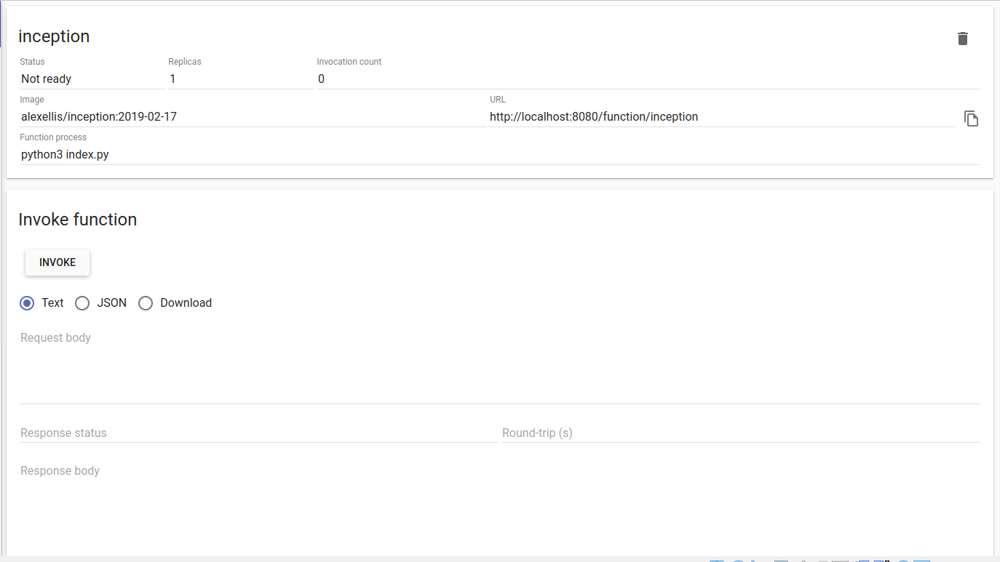 inception
Status Replicas Invocation count
Not ready 1 0
Image URL
alexellis/inception:2019-02-17 http://localhost:8080/function/inception
Function process
python3 index.py
Invoke function
INVOKE
Text JSON Download
Request body
Response status Round-trip (s)
Response body